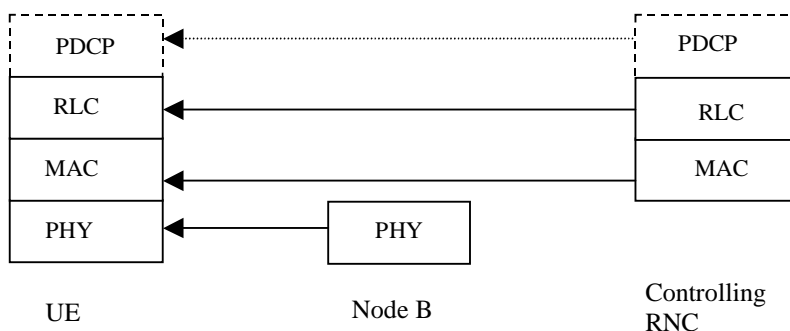 PDCP
PDCP
RLC
RLC
MAC
MAC
PHY
PHY
UE
Node B
Controlling
RNC